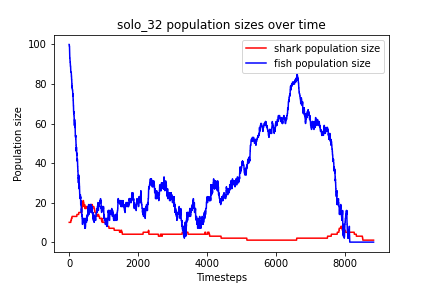 solo_32 population sizes over time
shark population size
fish population size
100
80
60
40
20
0
Population size
0
2000
4000
6000
8000
Timesteps